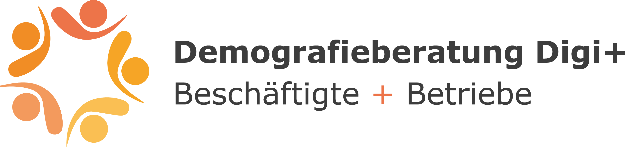 Demografieberatung Digi+
Beschäftigte + Betriebe